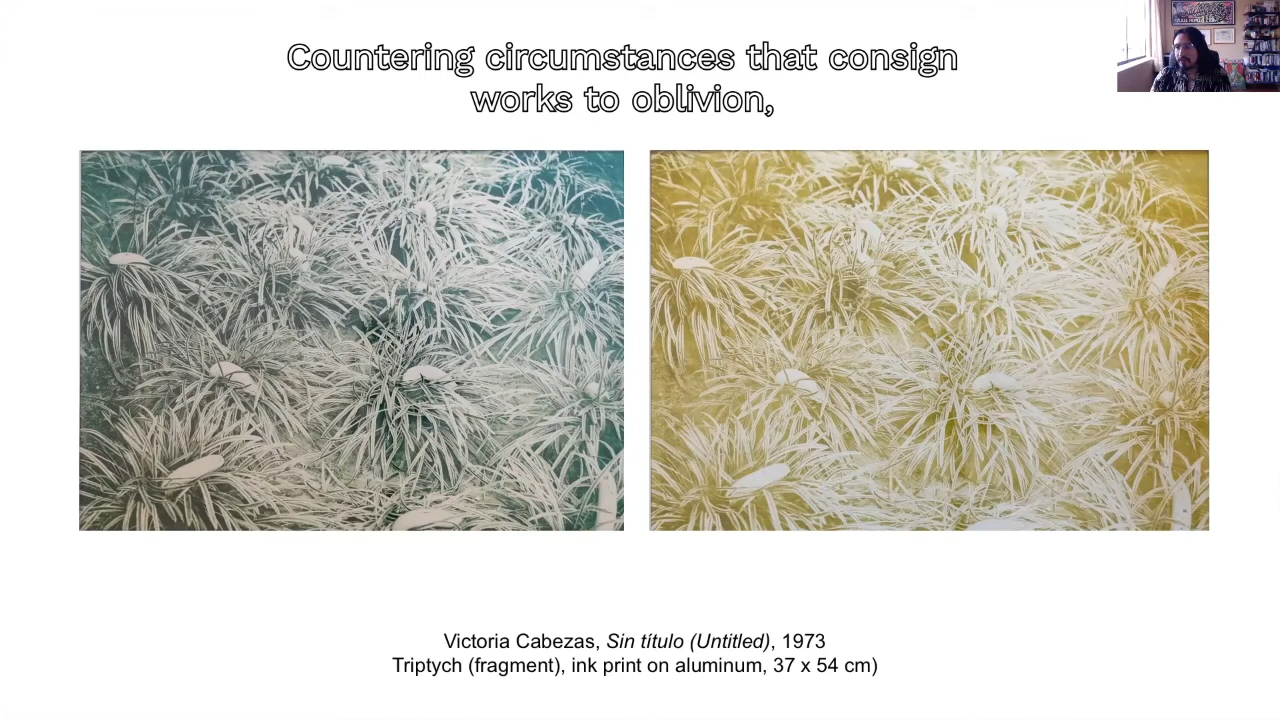 Countering circumstances that consign
works to oblivion,
Victoria Cabezas, Sin título (Untitled), 1973
Triptych (fragment), ink print on aluminum, 37 x 54 cm)